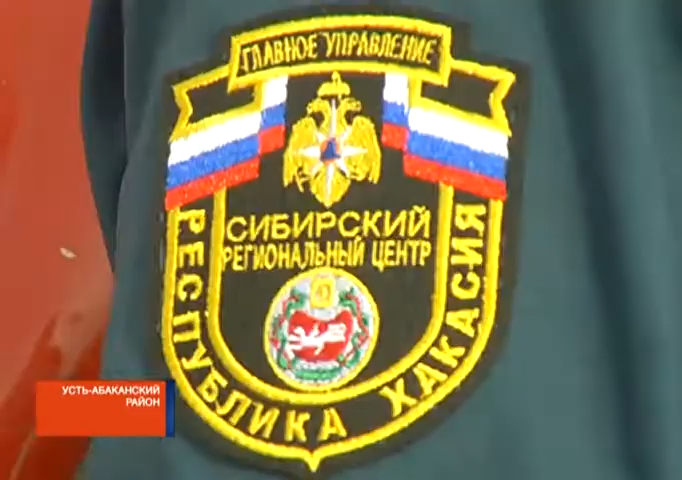 ГЛАВНОЕ УПРАВЛЕНИЕ
СИБИРСКИЙ
РЕГИОНАЛЬНЫЙ ЦЕНТР
РЕСПУБЛИКА ХАКАСИЯ
УСТЬ-АБАКАНСКИЙ
РАЙОН